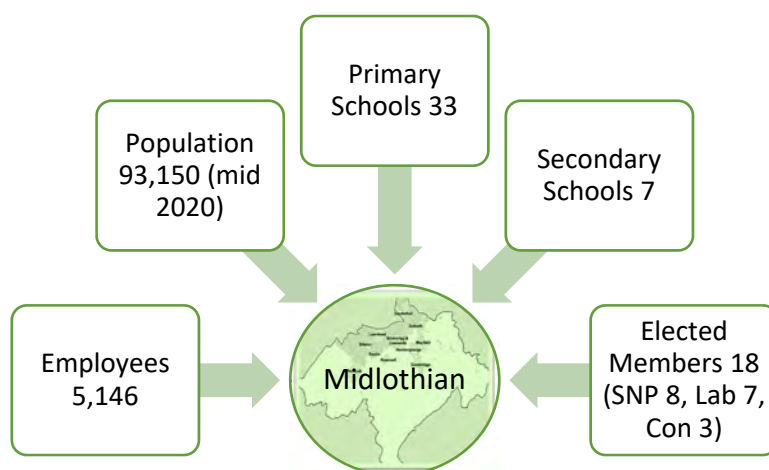 Primary
Schools 33
Population
93,150 (mid
2020)
Secondary
Schools 7
Employees
5,146
Midlothian
Elected
Members 18
(SNP 8, Lab 7,
Con 3)